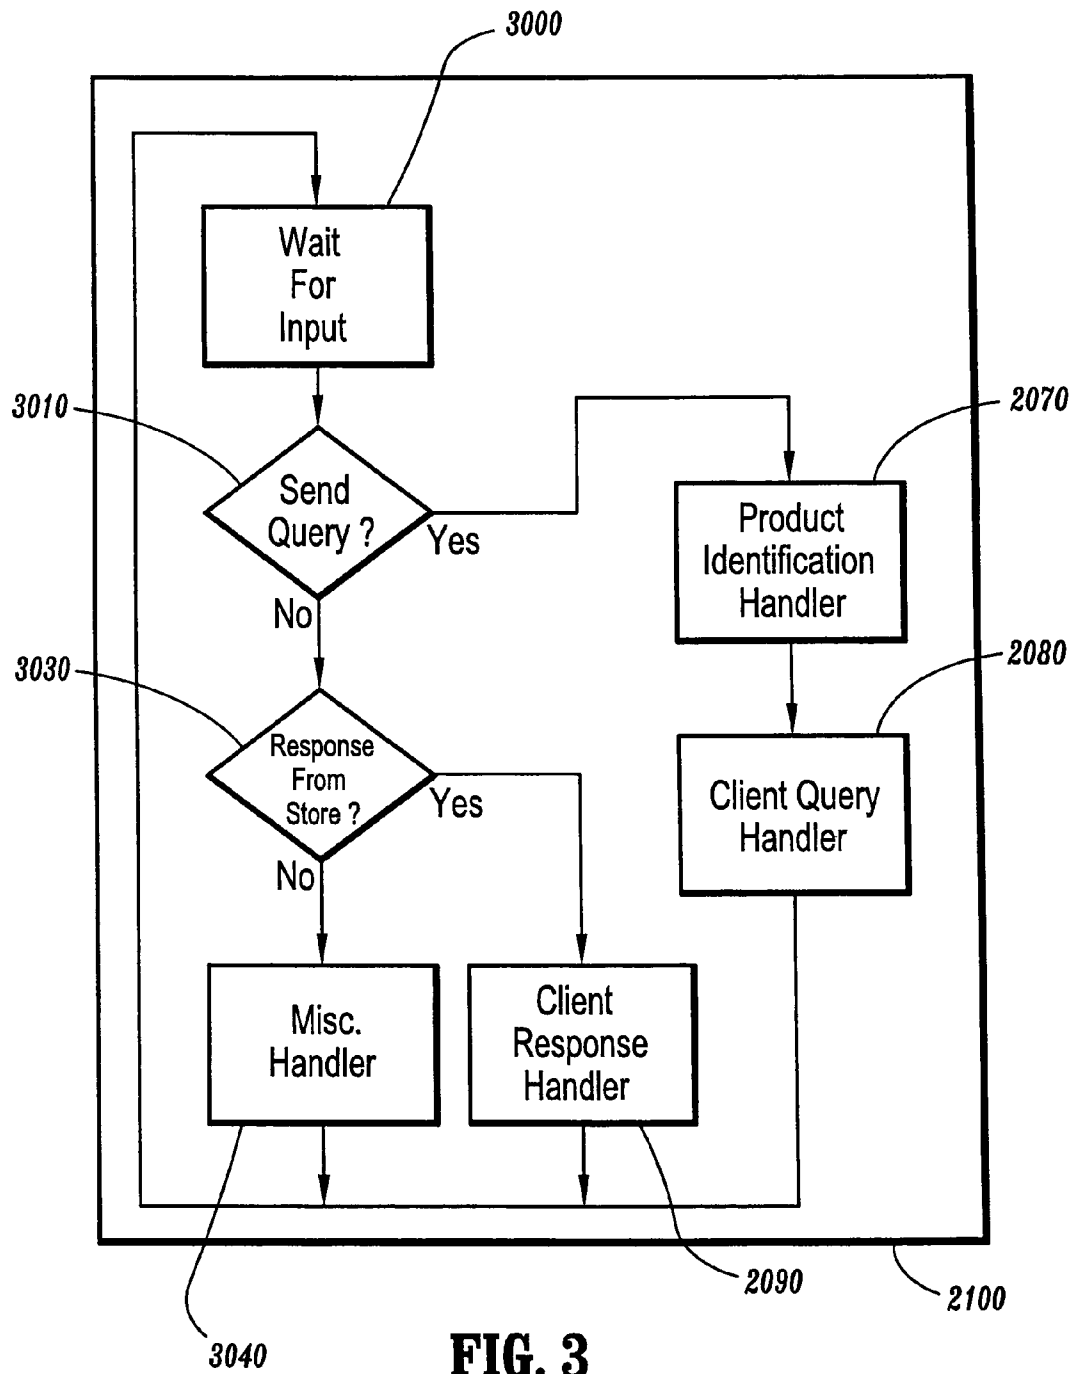 3000
Wait
For
Input
3010
Send
Query ?
Yes
No
2070
Product
Identification
Handler
3030
Response
From
Store ?
Yes
No
2080
Client Query
Handler
Misc.
Handler
Client
Response
Handler
2090
2100
3040
FIG. 3